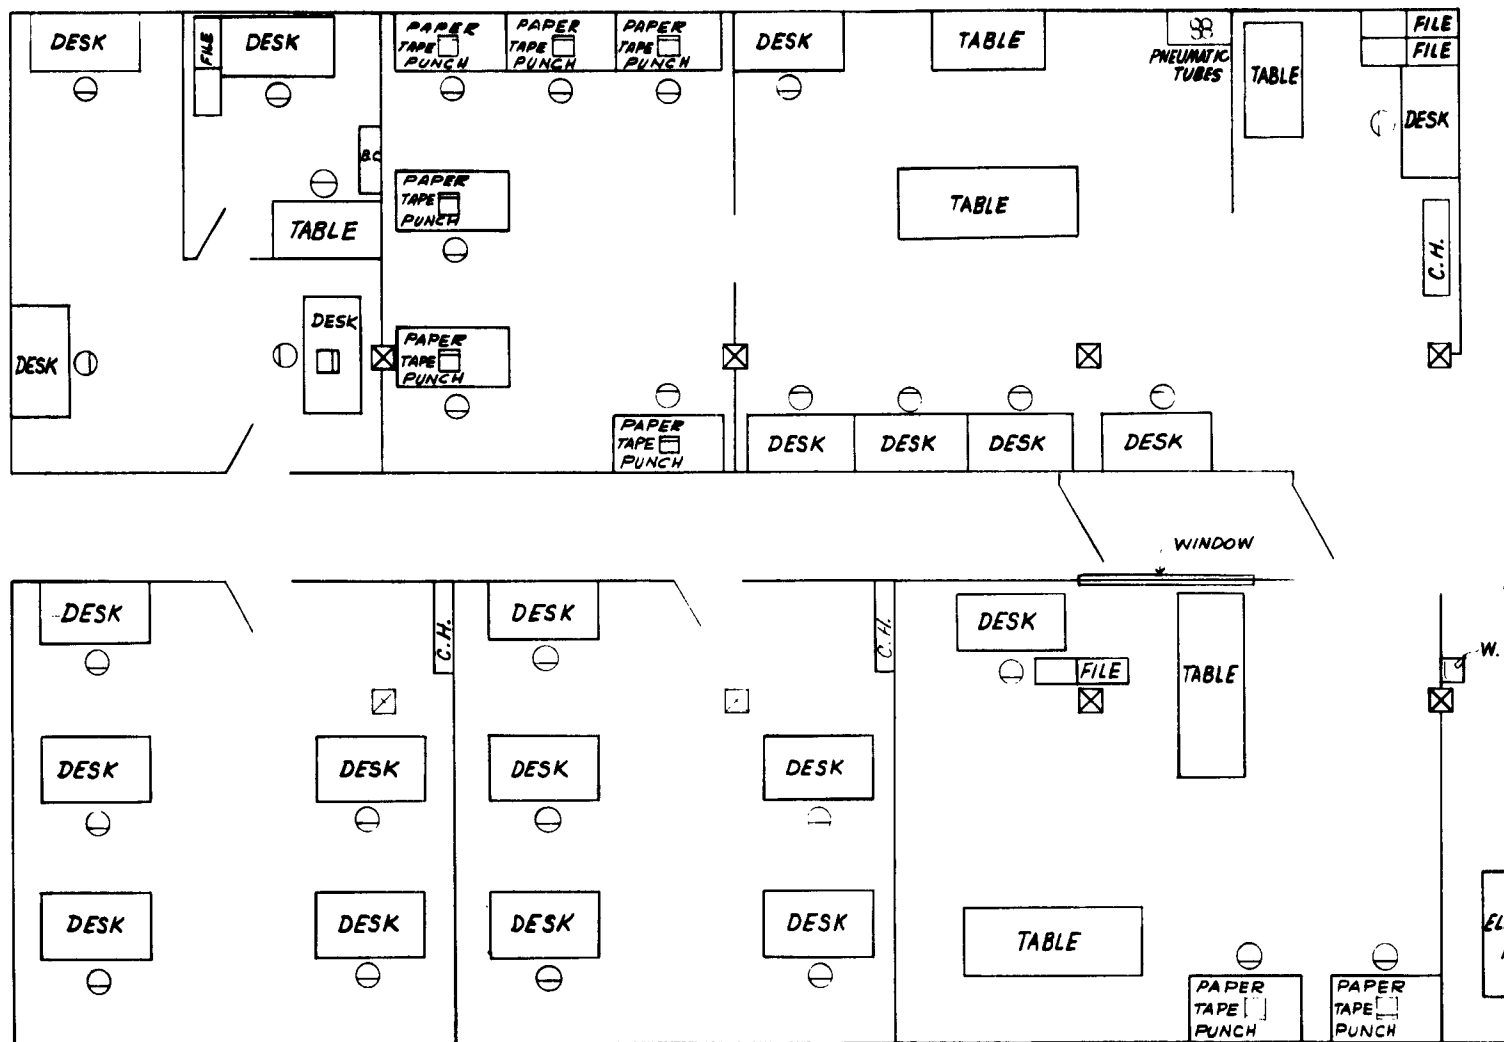 DESK
FILE
DESK
PAPER
TAPE
PUNCH
PAPER
TAPE
PUNCH
PAPER
TAPE
PUNCH
DESK
TABLE
PNEUMATIC
TUBES
TABLE
FILE
FILE
DESK
B.C.
PAPER
TAPE
PUNCH
TABLE
TABLE
C.H.
DESK
DESK
PAPER
TAPE
PUNCH
PAPER
TAPE
PUNCH
DESK
DESK
DESK
DESK
WINDOW
DESK
C.H.
DESK
C.H.
DESK
FILE
TABLE
W.
DESK
DESK
DESK
DESK
DESK
DESK
DESK
DESK
TABLE
PAPER
TAPE
PUNCH
PAPER
TAPE
PUNCH